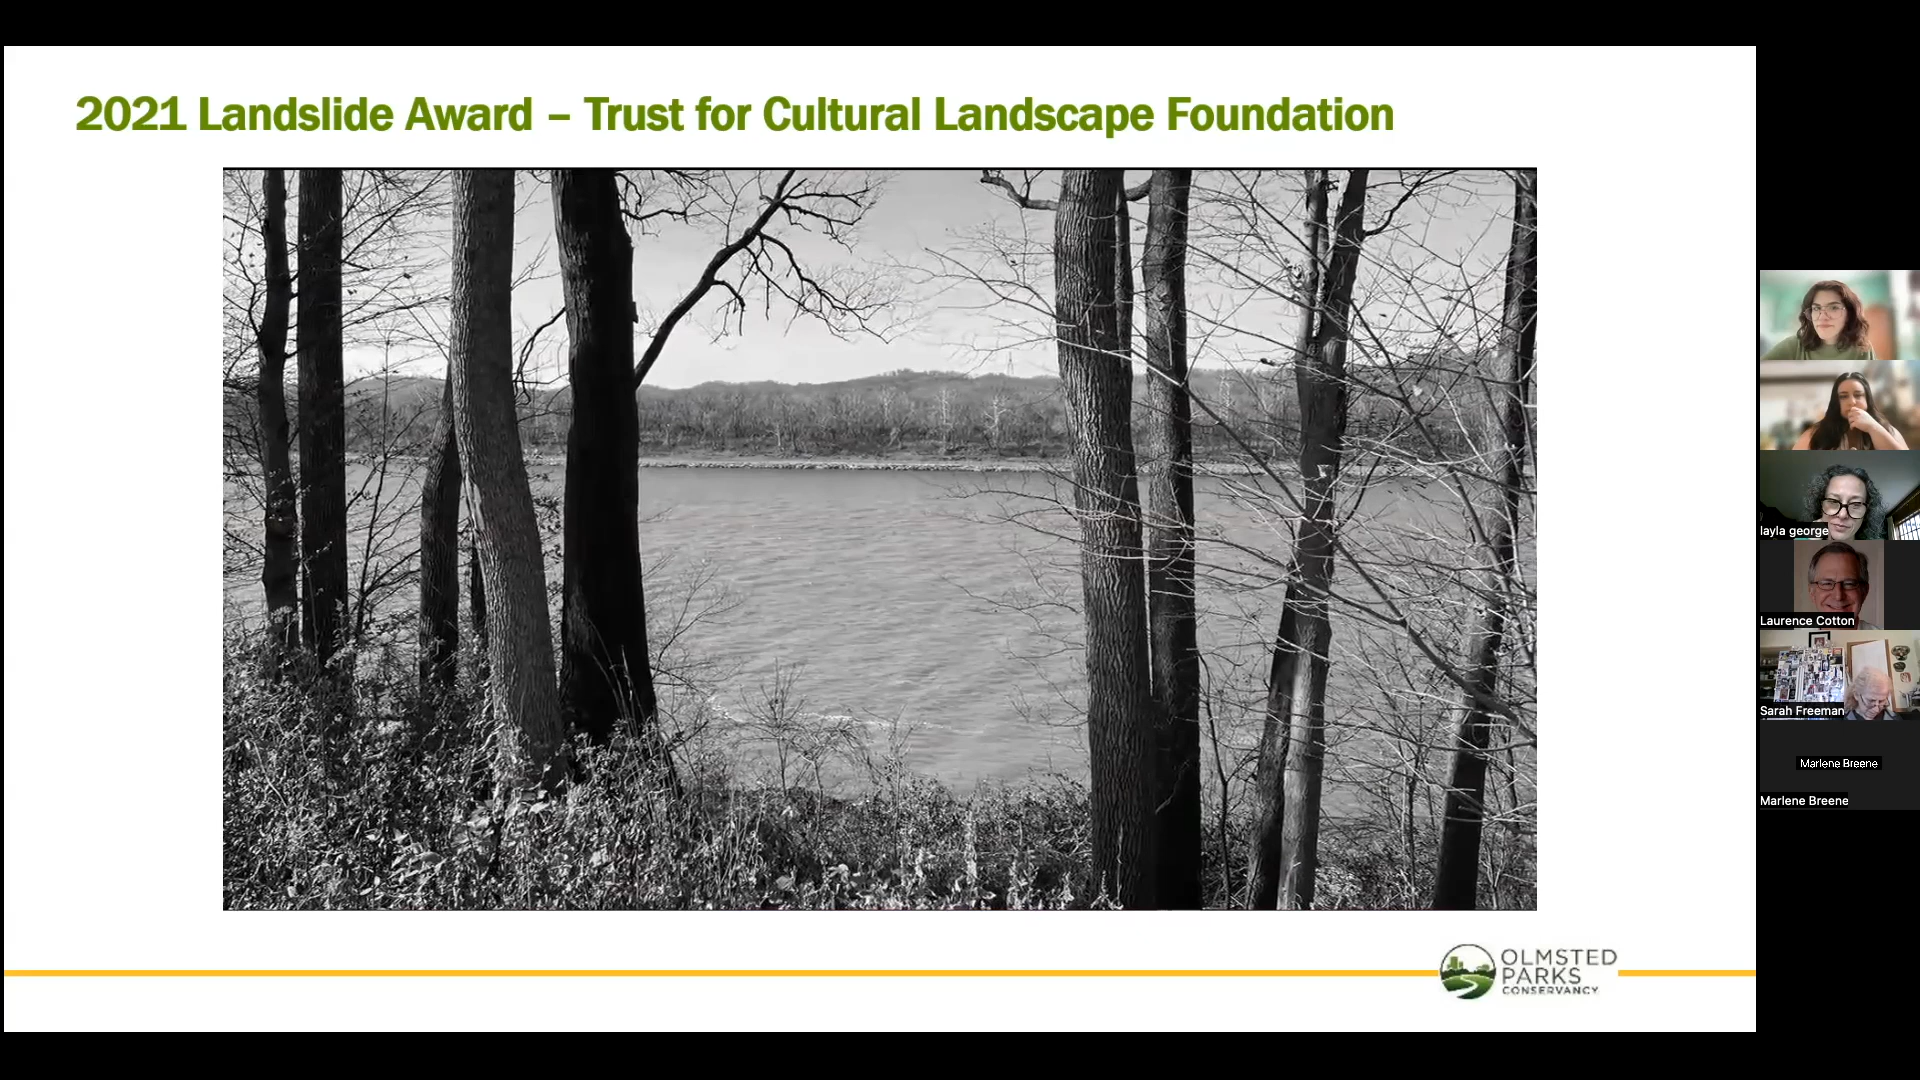 2021 Landslide Award – Trust for Cultural Landscape Foundation
OLMSTED
PARKS
CONSERVANCY
layla george
Laurence Cotton
Sarah Freeman
Marlene Breene
Marlene Breene